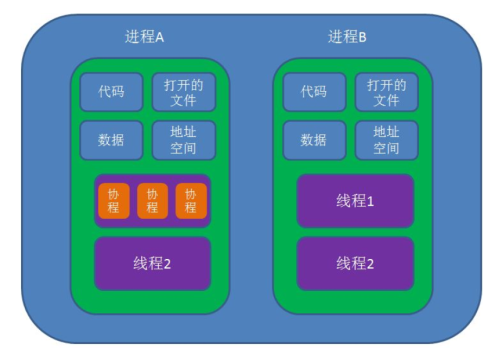 进程A
进程B
代码
打开的
文件
数据
地址
空间
协
程
协
程
协
程
线程2
代码
打开的
文件
数据
地址
空间
线程1
线程2